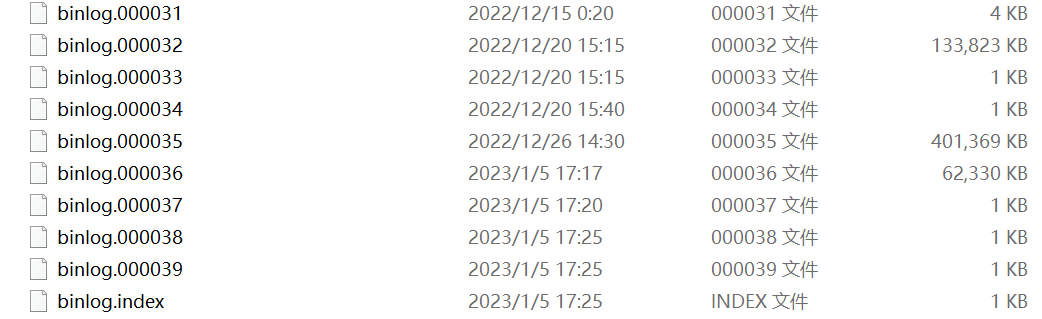 binlog.000031 2022/12/15 0:20 000031 文件 4 KB
binlog.000032 2022/12/20 15:15 000032 文件 133,823 KB
binlog.000033 2022/12/20 15:15 000033 文件 1 KB
binlog.000034 2022/12/20 15:40 000034 文件 1 KB
binlog.000035 2022/12/26 14:30 000035 文件 401,369 KB
binlog.000036 2023/1/5 17:17 000036 文件 62,330 KB
binlog.000037 2023/1/5 17:20 000037 文件 1 KB
binlog.000038 2023/1/5 17:25 000038 文件 1 KB
binlog.000039 2023/1/5 17:25 000039 文件 1 KB
binlog.index 2023/1/5 17:25 INDEX 文件 1 KB